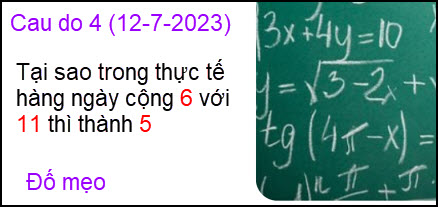 Cau do 4 (12-7-2023)
Tại sao trong thực tế
hàng ngày cộng 6 với
11 thì thành 5
Đố mẹo
3x+4y=10
y=√3-2x +
tg(4π-x)=
π + π